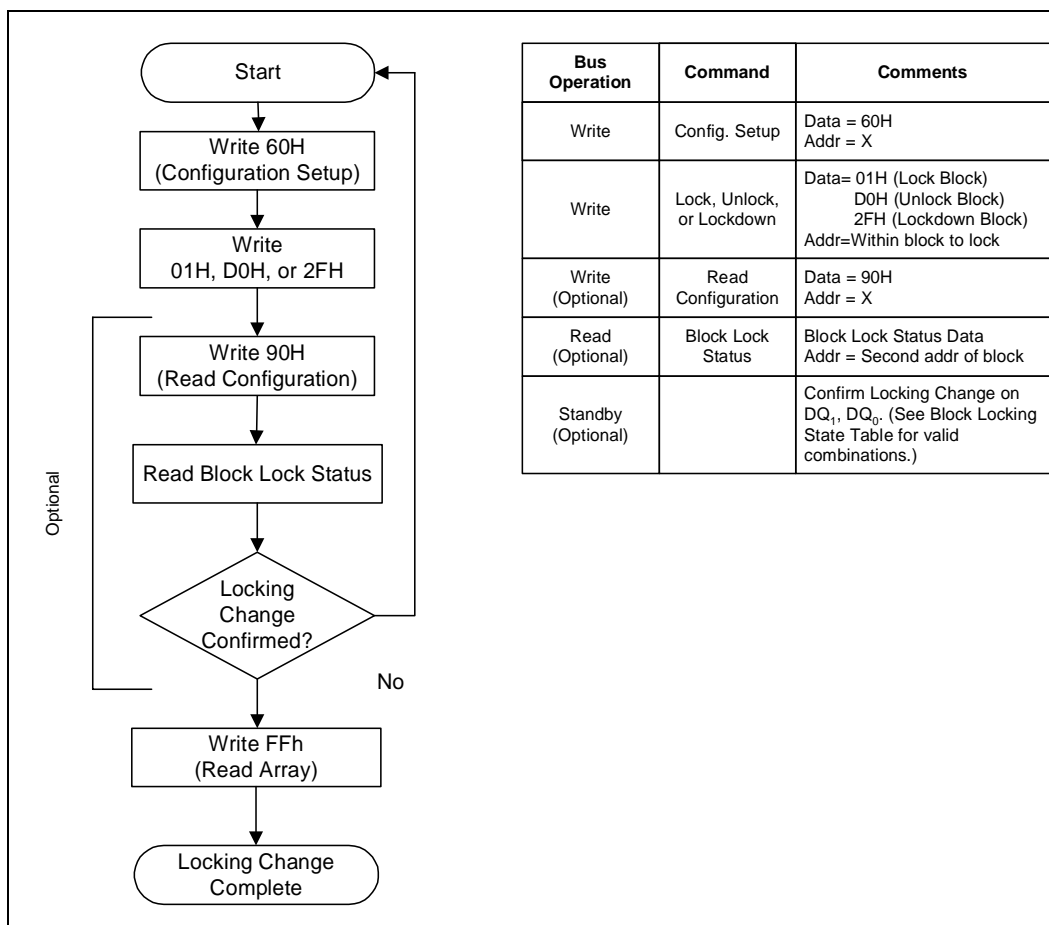 Start
Write 60H
(Configuration Setup)
Write
01H, D0H, or 2FH
Write 90H
(Read Configuration)
Read Block Lock Status
Optional
Locking
Change
Confirmed?
No
Write FFh
(Read Array)
Locking Change
Complete
Bus
Operation
Command
Comments
Write
Config. Setup
Data = 60H
Addr = X
Write
Lock, Unlock,
or Lockdown
Data= 01H (Lock Block)
D0H (Unlock Block)
2FH (Lockdown Block)
Addr=Within block to lock
Write
(Optional)
Read
Configuration
Data = 90H
Addr = X
Read
(Optional)
Block Lock
Status
Block Lock Status Data
Addr = Second addr of block
Standby
(Optional)
Confirm Locking Change on
DQ₁, DQ₀. (See Block Locking
State Table for valid
combinations.)